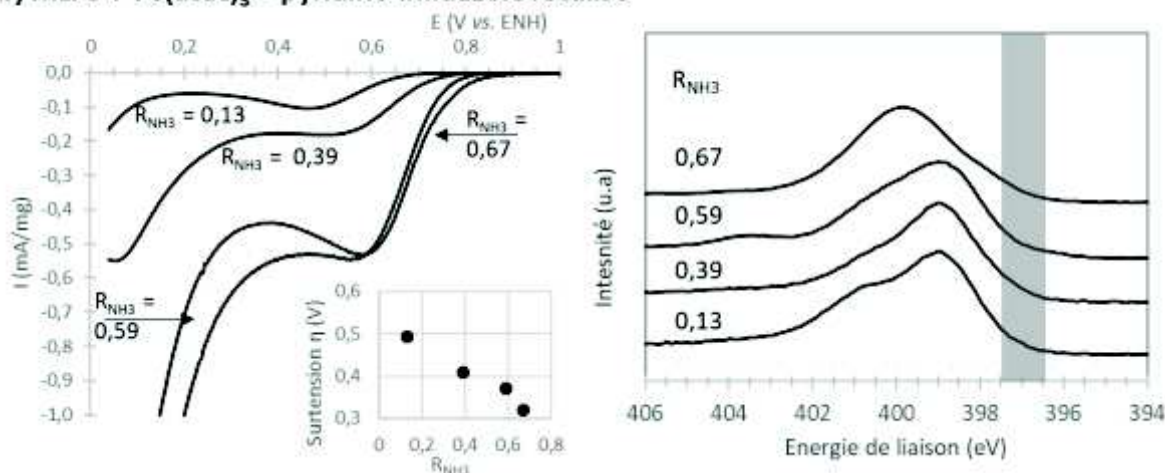 E (V vs. ENH)
0 0,2 0,4 0,6 0,8 1
0,0
-0,1
-0,2
-0,3
-0,4
-0,5
-0,6
-0,7
-0,8
-0,9
-1,0
I (mA/mg)
RNH3 = 0,13
RNH3 = 0,39
RNH3 =
0,67
RNH3 =
0,59
Surtension η (V)
0,6
0,5
0,4
0,3
0 0,2 0,4 0,6 0,8
RNH3
RNH3
0,67
0,59
0,39
0,13
Intesnité (u.a)
406 404 402 400 398 396 394
Energie de liaison (eV)